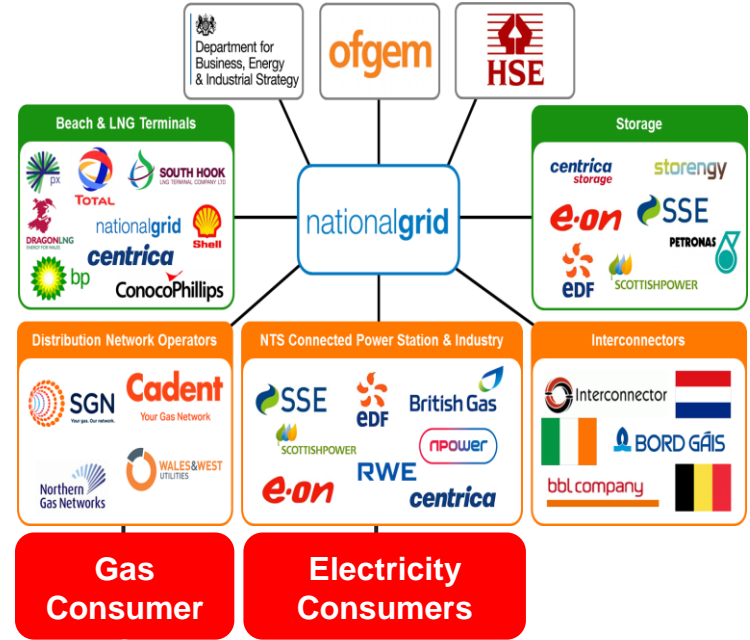 Department for
Business, Energy
& Industrial Strategy
ofgem
HSE
Beach & LNG Terminals
px
TOTAL
SOUTH HOOK
LNG TERMINAL COMPANY LTD
DRAGONLNG
ENERGY FOR WALES
nationalgrid
Shell
centrica
bp
ConocoPhillips
nationalgrid
Storage
centrica
storage
storengy
e·on
SSE
PETRONAS
eDF
SCOTTISHPOWER
Distribution Network Operators
SGN
Your gas. Our network.
Cadent
Your Gas Network
Northern
Gas Networks
WALES&WEST
UTILITIES
NTS Connected Power Station & Industry
SSE
eDF
British Gas
SCOTTISHPOWER
npower
RWE
e·on
centrica
Interconnectors
Interconnector
BORD GÁIS
bbl company
Gas
Consumer
Electricity
Consumers